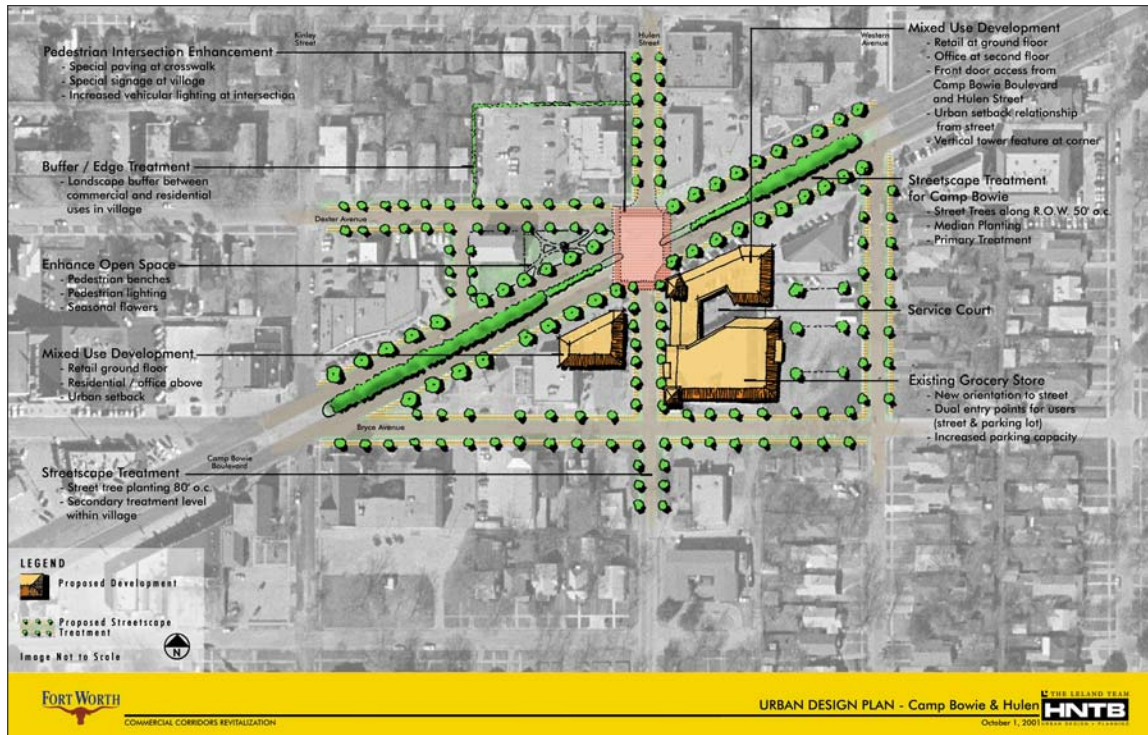 Kinley
Street
Hulen
Street
Western
Avenue
Pedestrian Intersection Enhancement
- Special paving at crosswalk
- Special signage at village
- Increased vehicular lighting at intersection
Mixed Use Development
- Retail at ground floor
- Office at second floor
- Front door access from
Camp Bowie Boulevard
and Hulen Street
- Urban setback relationship
from street
- Vertical tower feature at corner
Buffer / Edge Treatment
- Landscape buffer between
commercial and residential
uses in village
Streetscape Treatment
for Camp Bowie
- Street Trees along R.O.W. 50' o.c.
- Median Planting
- Primary Treatment
Dexter Avenue
Enhance Open Space
- Pedestrian benches
- Pedestrian lighting
- Seasonal flowers
Service Court
Mixed Use Development
- Retail ground floor
- Residential / office above
- Urban setback
Existing Grocery Store
- New orientation to street
- Dual entry points for users
(street & parking lot)
- Increased parking capacity
Bryce Avenue
Camp Bowie
Boulevard
Streetscape Treatment
- Street tree planting 80' o.c.
- Secondary treatment level
within village
LEGEND
Proposed Development
Proposed Streetscape
Treatment
Image Not to Scale
N
FORT WORTH
COMMERCIAL CORRIDORS REVITALIZATION
URBAN DESIGN PLAN - Camp Bowie & Hulen
October 1, 2001
THE LELAND TEAM
HNTB
URBAN DESIGN + PLANNING